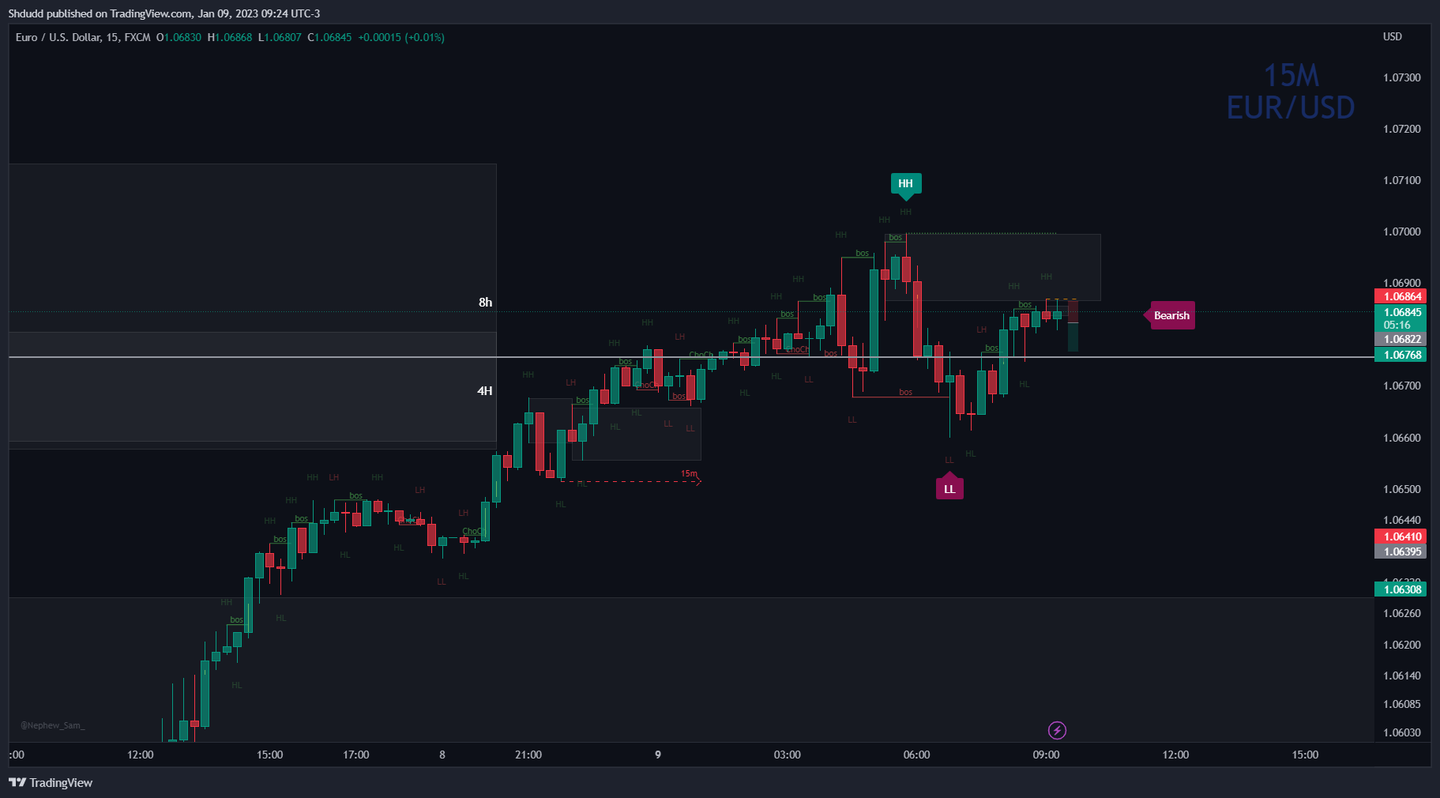 Shdudd published on TradingView.com, Jan 09, 2023 09:24 UTC-3
Euro / U.S. Dollar, 15, FXCM O1.06830 H1.06868 L1.06807 C1.06845 +0.00015 (+0.01%)
USD
15M
EUR/USD
1.07300
1.07200
1.07100
1.07000
1.06900
1.06864
1.06845
05:16
1.06822
1.06768
1.06700
1.06600
1.06500
1.06440
1.06410
1.06395
1.06308
1.06260
1.06200
1.06140
1.06085
1.06030
HH
HH
HH HH
HH bos
bos
HH HH
HH bos HH
HH bos bos Bearish
8h
HH LH HH bos LH
HH bos ChoCh bos
ChoCh bos
HH LH ChoCh LL HL HL
4H
bos HL bos bos
HL LL LL LL
15m LL HL
HH LH HH HL LL
HH bos LH HL
HH bos LH
bos ChoCh
HL HL
LL HL
HH
bos HL
HL
@Nephew_Sam_
:00 12:00 15:00 17:00 8 21:00 9 03:00 06:00 09:00 12:00 15:00
TradingView